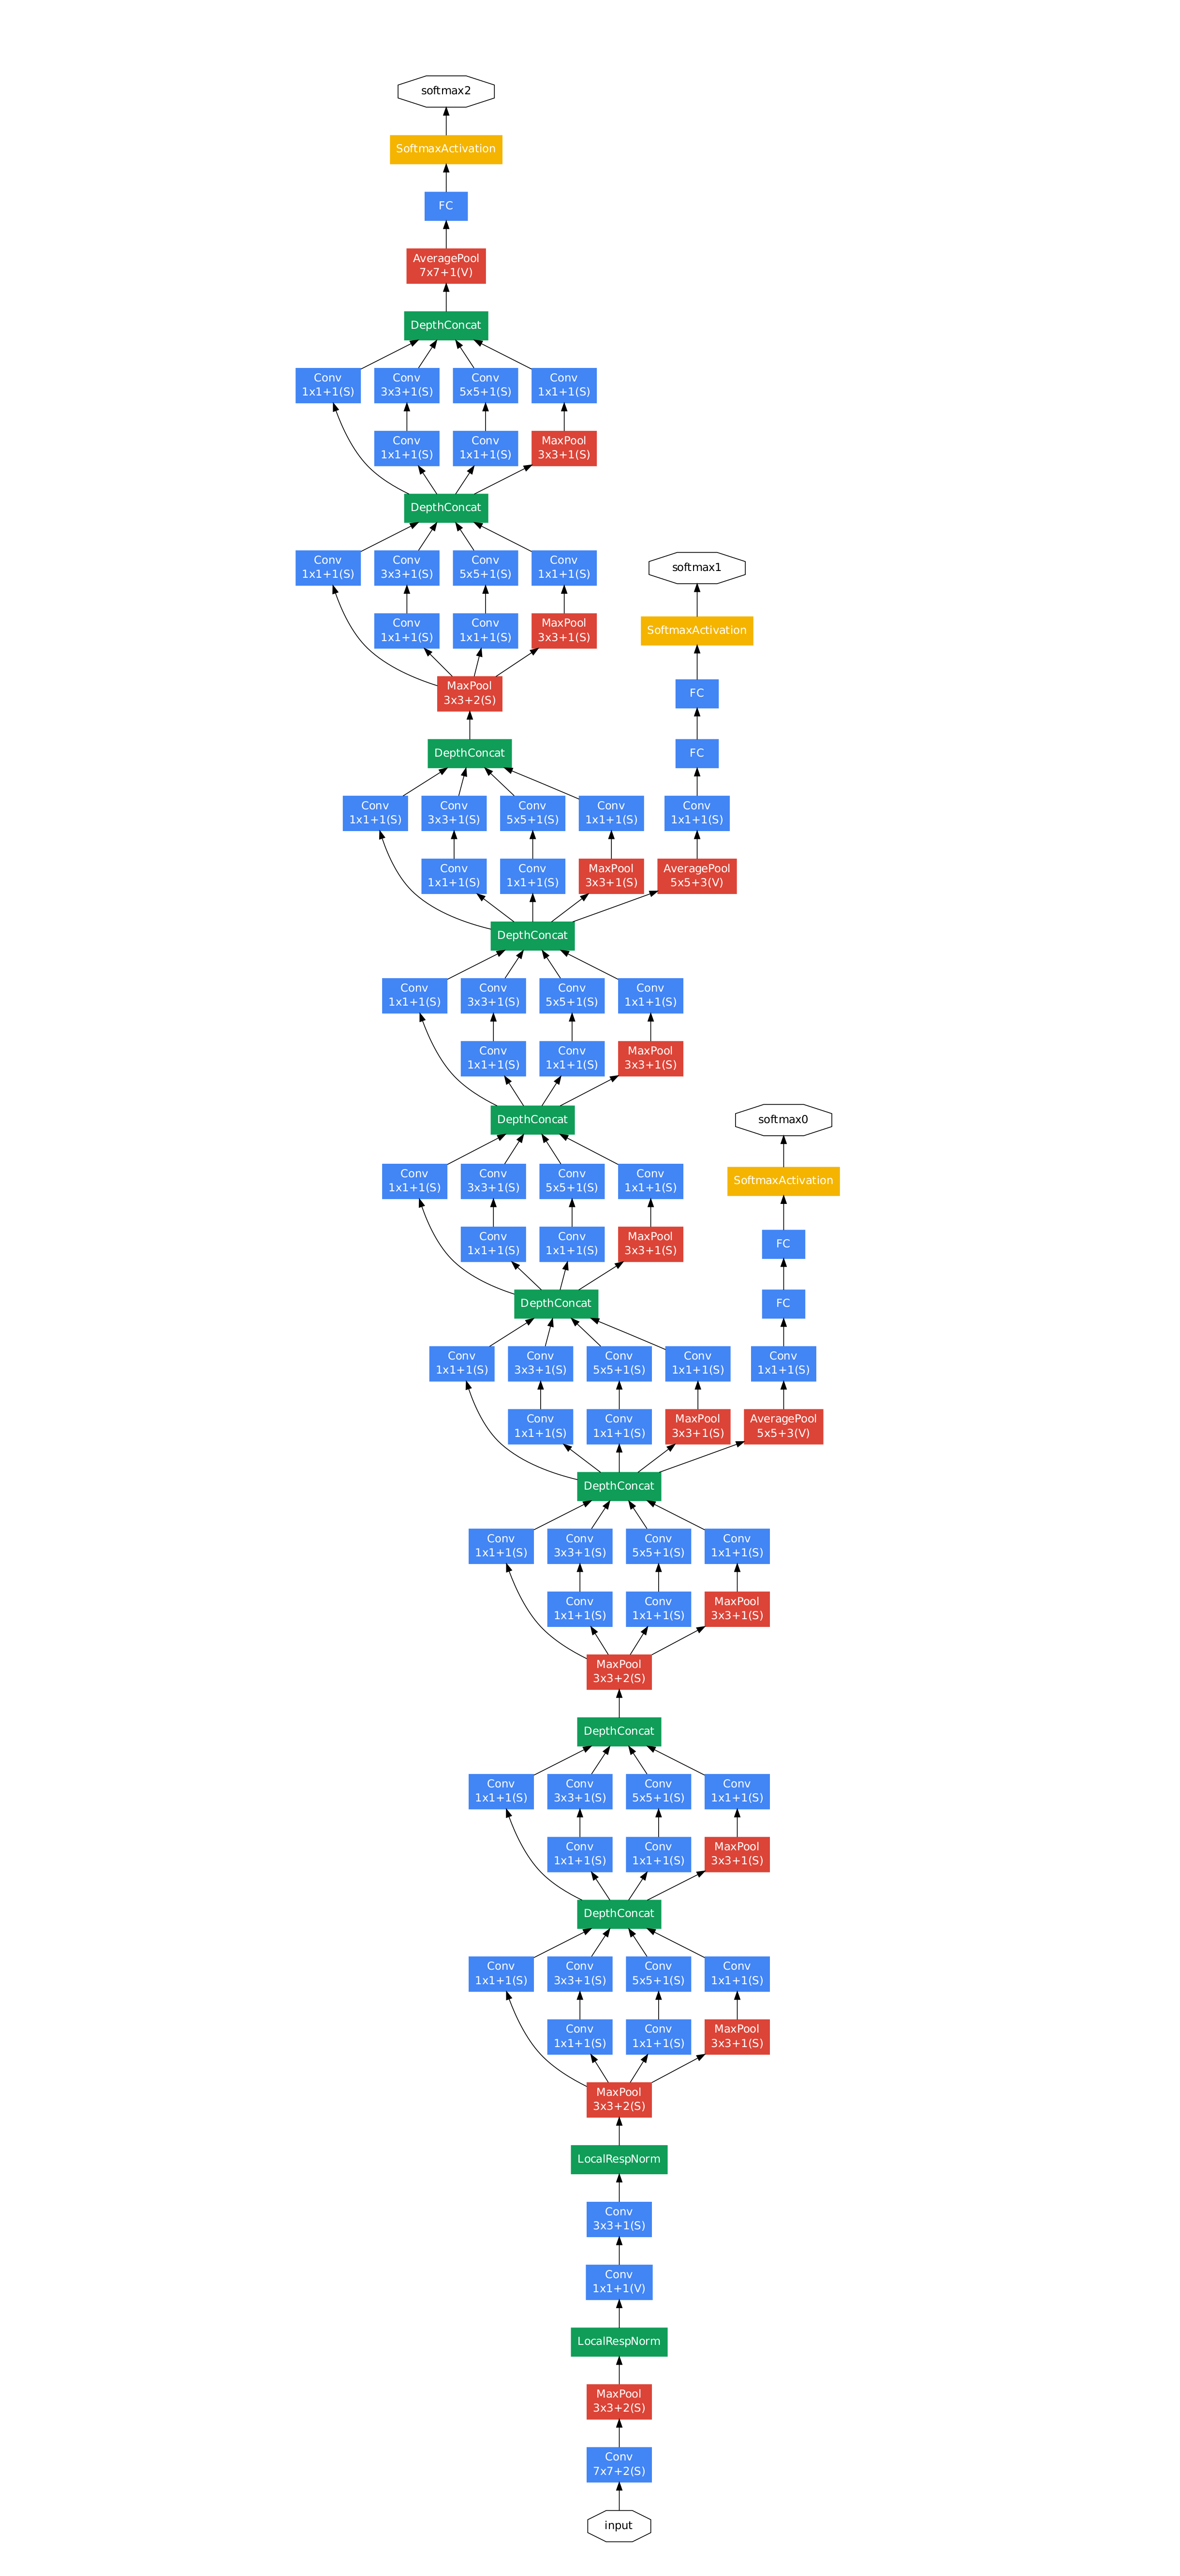 softmax2
SoftmaxActivation
FC
AveragePool
7x7+1(V)
DepthConcat
Conv Conv Conv Conv
1x1+1(S) 3x3+1(S) 5x5+1(S) 1x1+1(S)
Conv Conv MaxPool
1x1+1(S) 1x1+1(S) 3x3+1(S)
DepthConcat
Conv Conv Conv Conv
1x1+1(S) 3x3+1(S) 5x5+1(S) 1x1+1(S)
softmax1
Conv Conv MaxPool
1x1+1(S) 1x1+1(S) 3x3+1(S)
SoftmaxActivation
MaxPool
3x3+2(S)
FC
DepthConcat
FC
Conv Conv Conv Conv Conv
1x1+1(S) 3x3+1(S) 5x5+1(S) 1x1+1(S) 1x1+1(S)
Conv Conv MaxPool AveragePool
1x1+1(S) 1x1+1(S) 3x3+1(S) 5x5+3(V)
DepthConcat
Conv Conv Conv Conv
1x1+1(S) 3x3+1(S) 5x5+1(S) 1x1+1(S)
Conv Conv MaxPool
1x1+1(S) 1x1+1(S) 3x3+1(S)
DepthConcat
softmax0
Conv Conv Conv Conv
1x1+1(S) 3x3+1(S) 5x5+1(S) 1x1+1(S)
SoftmaxActivation
Conv Conv MaxPool
1x1+1(S) 1x1+1(S) 3x3+1(S)
FC
DepthConcat
FC
Conv Conv Conv Conv Conv
1x1+1(S) 3x3+1(S) 5x5+1(S) 1x1+1(S) 1x1+1(S)
Conv Conv MaxPool AveragePool
1x1+1(S) 1x1+1(S) 3x3+1(S) 5x5+3(V)
DepthConcat
Conv Conv Conv Conv
1x1+1(S) 3x3+1(S) 5x5+1(S) 1x1+1(S)
Conv Conv MaxPool
1x1+1(S) 1x1+1(S) 3x3+1(S)
MaxPool
3x3+2(S)
DepthConcat
Conv Conv Conv Conv
1x1+1(S) 3x3+1(S) 5x5+1(S) 1x1+1(S)
Conv Conv MaxPool
1x1+1(S) 1x1+1(S) 3x3+1(S)
DepthConcat
Conv Conv Conv Conv
1x1+1(S) 3x3+1(S) 5x5+1(S) 1x1+1(S)
Conv Conv MaxPool
1x1+1(S) 1x1+1(S) 3x3+1(S)
MaxPool
3x3+2(S)
LocalRespNorm
Conv
3x3+1(S)
Conv
1x1+1(V)
LocalRespNorm
MaxPool
3x3+2(S)
Conv
7x7+2(S)
input